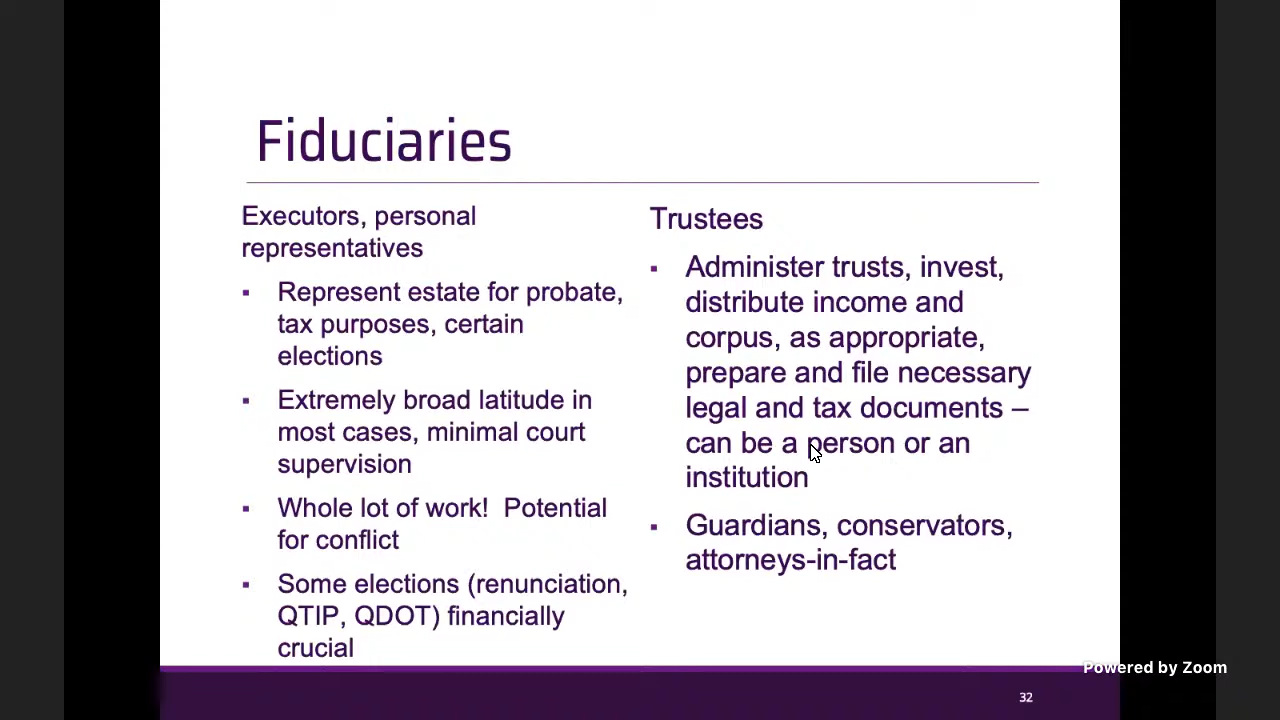 Fiduciaries
Executors, personal
representatives
▪ Represent estate for probate,
tax purposes, certain
elections
▪ Extremely broad latitude in
most cases, minimal court
supervision
▪ Whole lot of work!  Potential
for conflict
▪ Some elections (renunciation,
QTIP, QDOT) financially
crucial
Trustees
▪ Administer trusts, invest,
distribute income and
corpus, as appropriate,
prepare and file necessary
legal and tax documents –
can be a person or an
institution
▪ Guardians, conservators,
attorneys-in-fact
Powered by Zoom
32